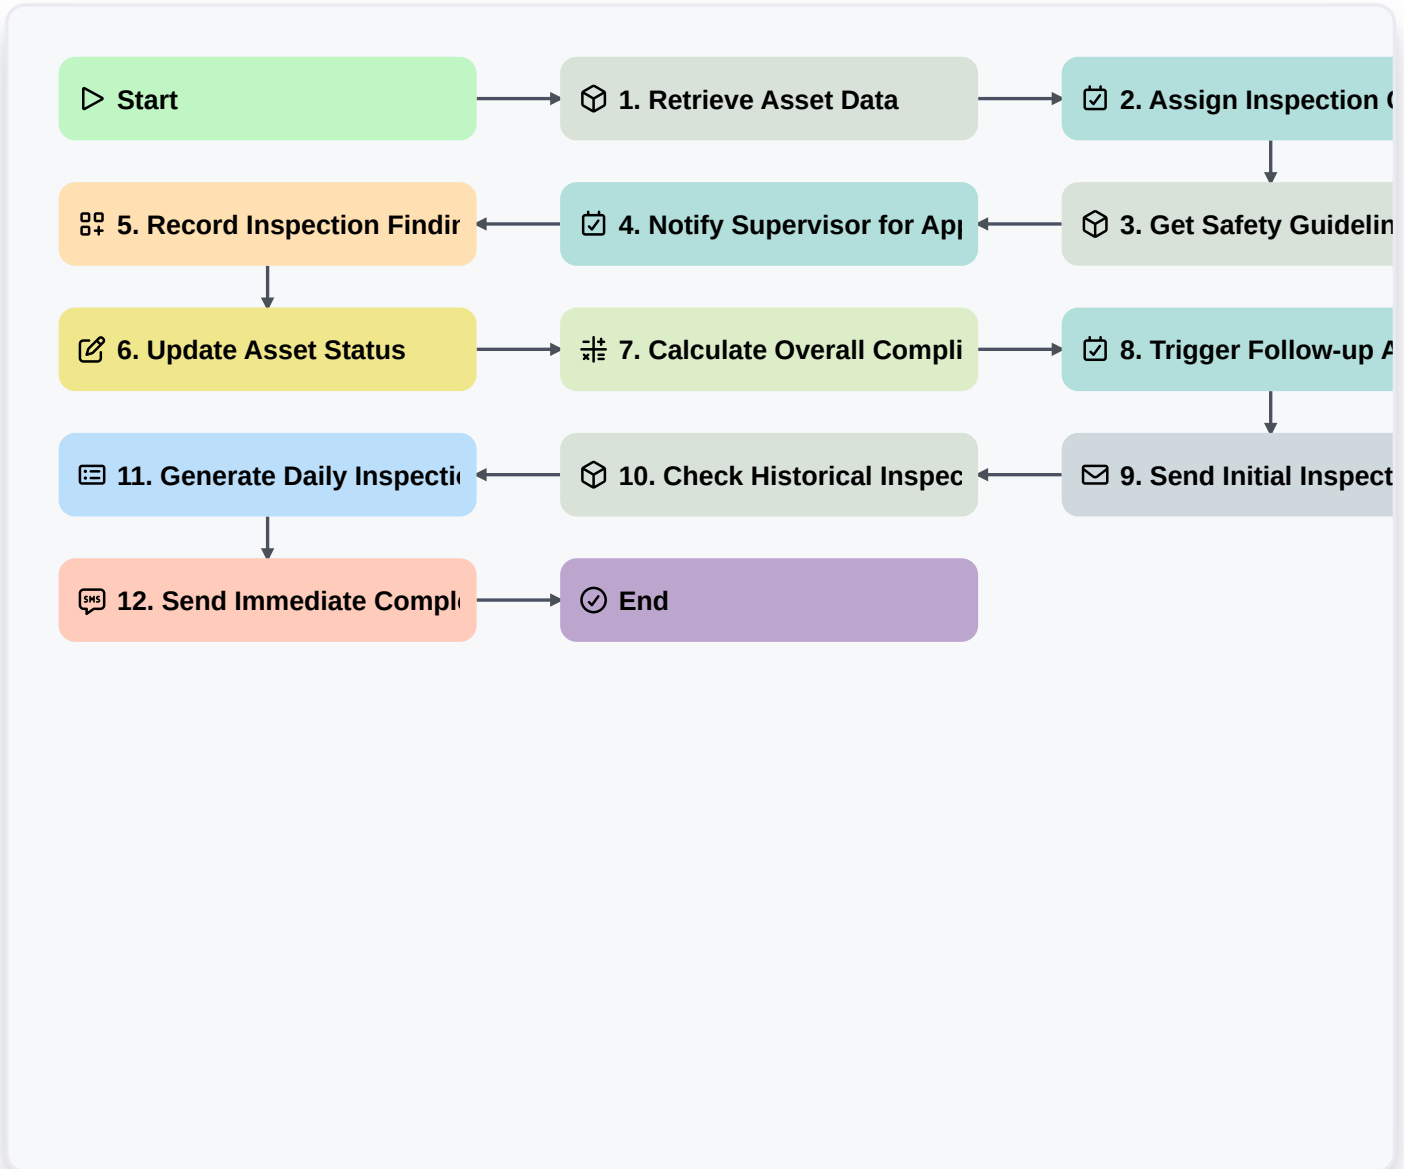 Start
1. Retrieve Asset Data
2. Assign Inspection
5. Record Inspection
4. Notify Supervisor for
3. Get Safety
6. Update Asset Status
7. Calculate Overall
8. Trigger Follow-up
11. Generate Daily
10. Check Historical
9. Send Initial
12. Send Immediate
End
SMS